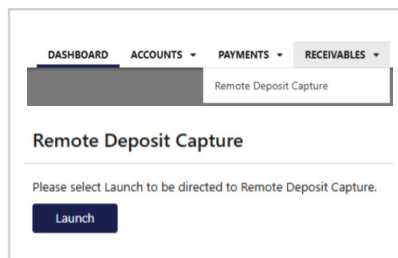 DASHBOARD ACCOUNTS PAYMENTS RECEIVABLES
Remote Deposit Capture
Remote Deposit Capture
Please select Launch to be directed to Remote Deposit Capture.
Launch